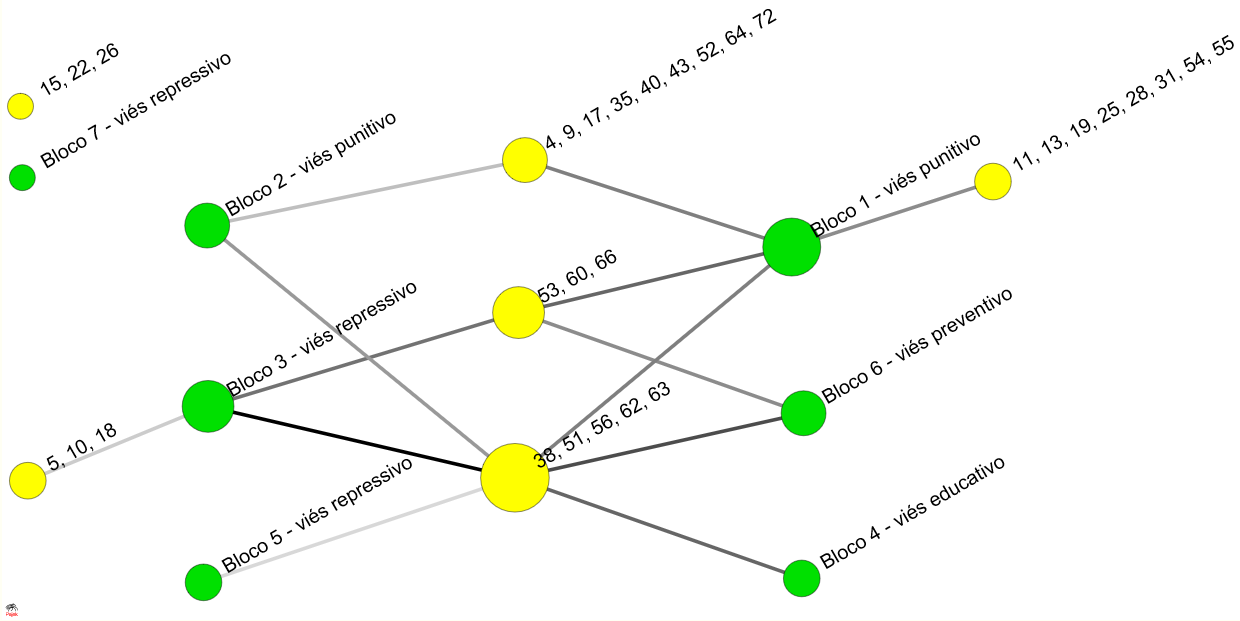 15, 22, 26
Bloco 7 - viés repressivo
Bloco 2 - viés punitivo
4, 9, 17, 35, 40, 43, 52, 64, 72
Bloco 1 - viés punitivo
11, 13, 19, 25, 28, 31, 54, 55
53, 60, 66
Bloco 3 - viés repressivo
Bloco 6 - viés preventivo
38, 51, 56, 62, 63
5, 10, 18
Bloco 5 - viés repressivo
Bloco 4 - viés educativo
Pajek